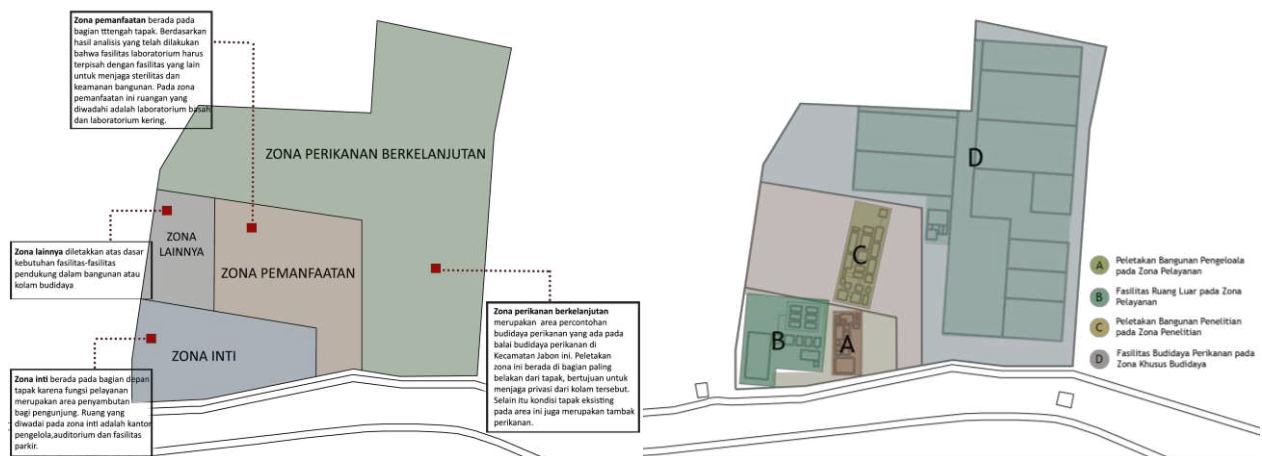 Zona pemanfaatan berada pada
bagian tttengah tapak. Berdasarkan
hasil analisis yang telah dilakukan
bahwa fasilitas laboratorium harus
terpisah dengan fasilitas yang lain
untuk menjaga sterilitas dan
keamanan bangunan. Pada zona
pemanfaatan ini ruangan yang
diwadahi adalah laboratorium basah
dan laboratorium kering.
ZONA PERIKANAN BERKELANJUTAN
ZONA
LAINNYA
ZONA PEMANFAATAN
Zona lainnya diletakkan atas dasar
kebutuhan fasilitas-fasilitas
pendukung dalam bangunan atau
kolam budidaya
ZONA INTI
Zona inti berada pada bagian depan
tapak karena fungsi pelayanan
merupakan area penyambutan
bagi pengunjung. Ruang yang
diwadai pada zona inti adalah kantor
pengelola,auditorium dan fasilitas
parkir.
Zona perikanan berkelanjutan
merupakan area percontohan
budidaya perikanan yang ada pada
balai budidaya perikanan di
Kecamatan Jabon ini. Peletakan
zona ini berada di bagian paling
belakan dari tapak, bertujuan untuk
menjaga privasi dari kolam tersebut.
Selain itu kondisi tapak eksisting
pada area ini juga merupakan tambak
perikanan.
D
C
B
A
A Peletakan Bangunan Pengeloala
pada Zona Pelayanan
B Fasilitas Ruang Luar pada Zona
Pelayanan
C Peletakan Bangunan Penelitian
pada Zona Penelitian
D Fasilitas Budidaya Perikanan pada
Zona Khusus Budidaya